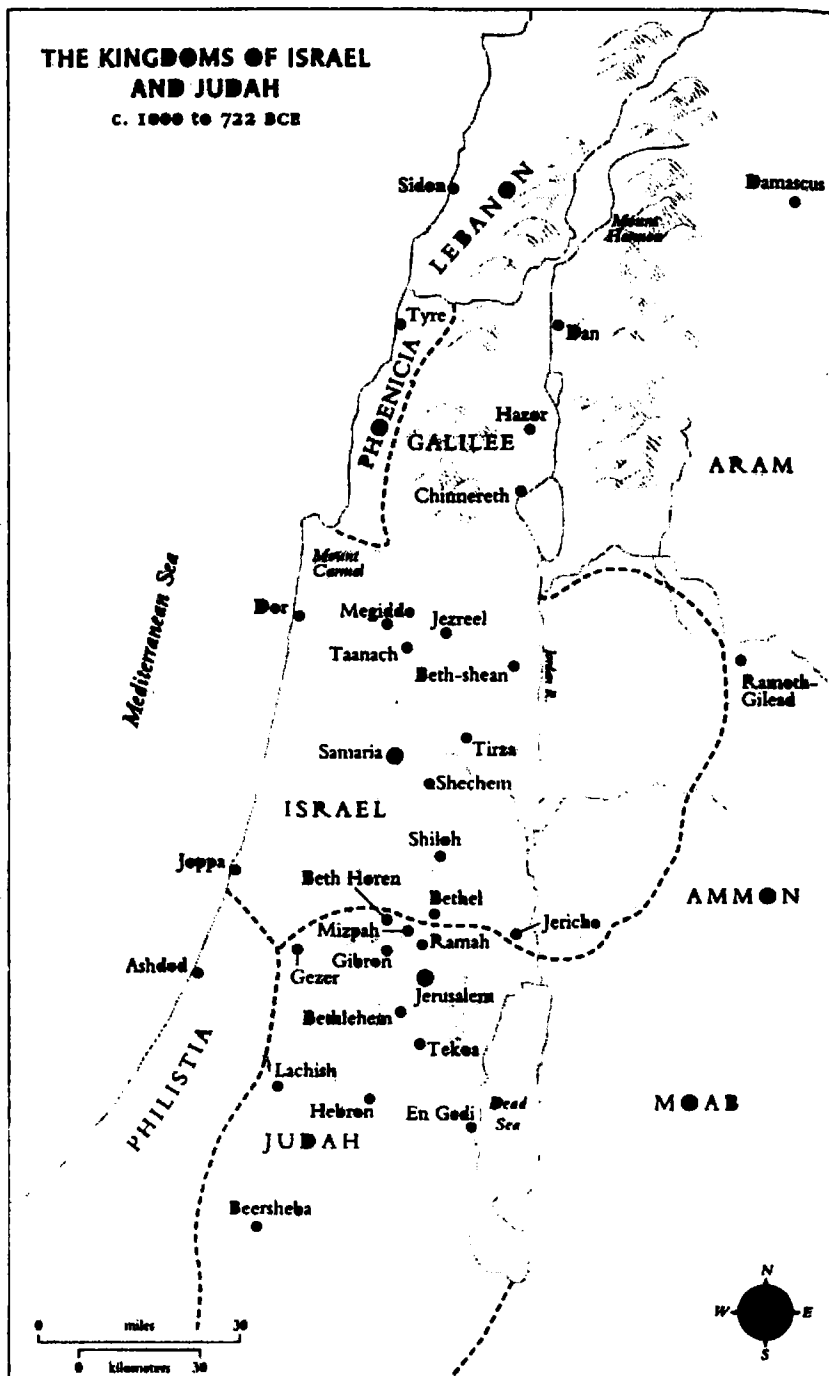 THE KINGDOMS OF ISRAEL
AND JUDAH
c. 1000 to 722 BCE
Sidon
LEBANON
Damascus
Mount
Hermon
Tyre
Dan
PHOENICIA
Hazor
GALILEE
ARAM
Chinnereth
Mount
Carmel
Mediterranean Sea
Dor
Megiddo
Jezreel
Taanach
Beth-shean
Jordan R.
Ramoth-
Gilead
Samaria
Tirza
Shechem
ISRAEL
Shiloh
Joppa
Beth Horen
Bethel
AMMON
Mizpah
Jericho
Ramah
Gibron
Gezer
Ashdod
Jerusalem
Bethlehem
Tekoa
PHILISTIA
Lachish
Hebron
En Gedi
Dead
Sea
MOAB
JUDAH
Beersheba
N
W E
S
0 miles 30
0 kilometers 30